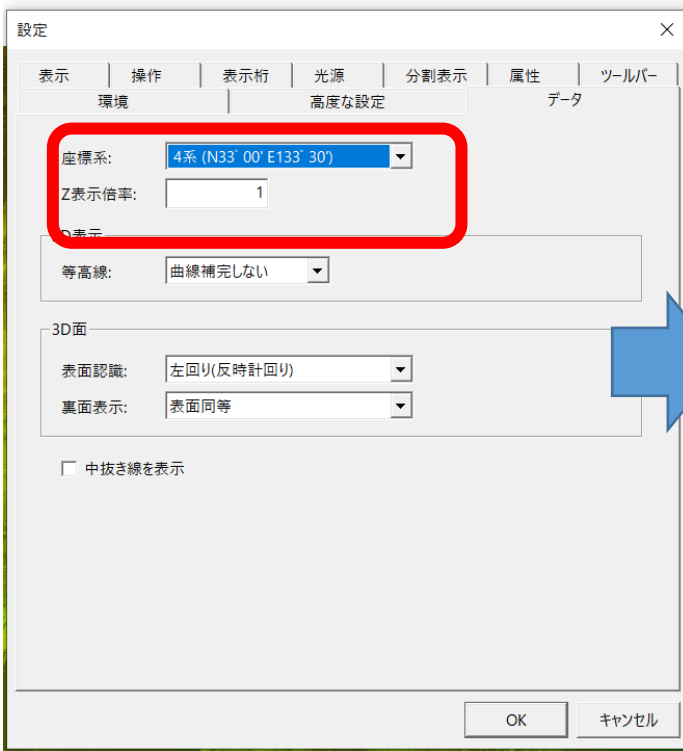 設定
表示 操作 表示桁 光源 分割表示 属性 ツールバー
環境 高度な設定 データ
座標系: 4系 (N33ﾟ 00' E133ﾟ 30')
Z表示倍率: 1
D表示
等高線: 曲線補完しない
3D面
表面認識: 左回り(反時計回り)
裏面表示: 表面同等
中抜き線を表示
OK キャンセル